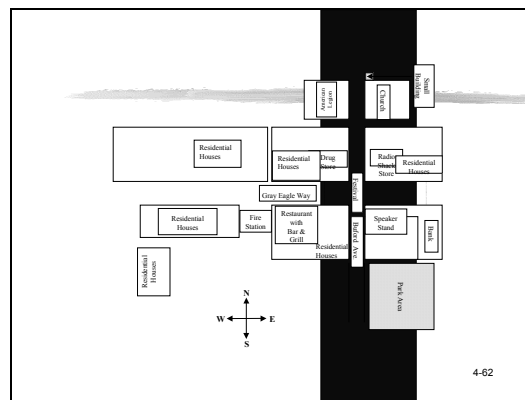 American
Legion
Church
Small
Building
Residential
Houses
Residential
Houses
Drug
Store
Radio
Shack
Store
Residential
Houses
Gray Eagle Way
Festival
Residential
Houses
Fire
Station
Restaurant
with
Bar &
Grill
Residential
Houses
Buford Ave.
Speaker
Stand
Bank
Residential
Houses
Park Area
N
W
E
S
4-62